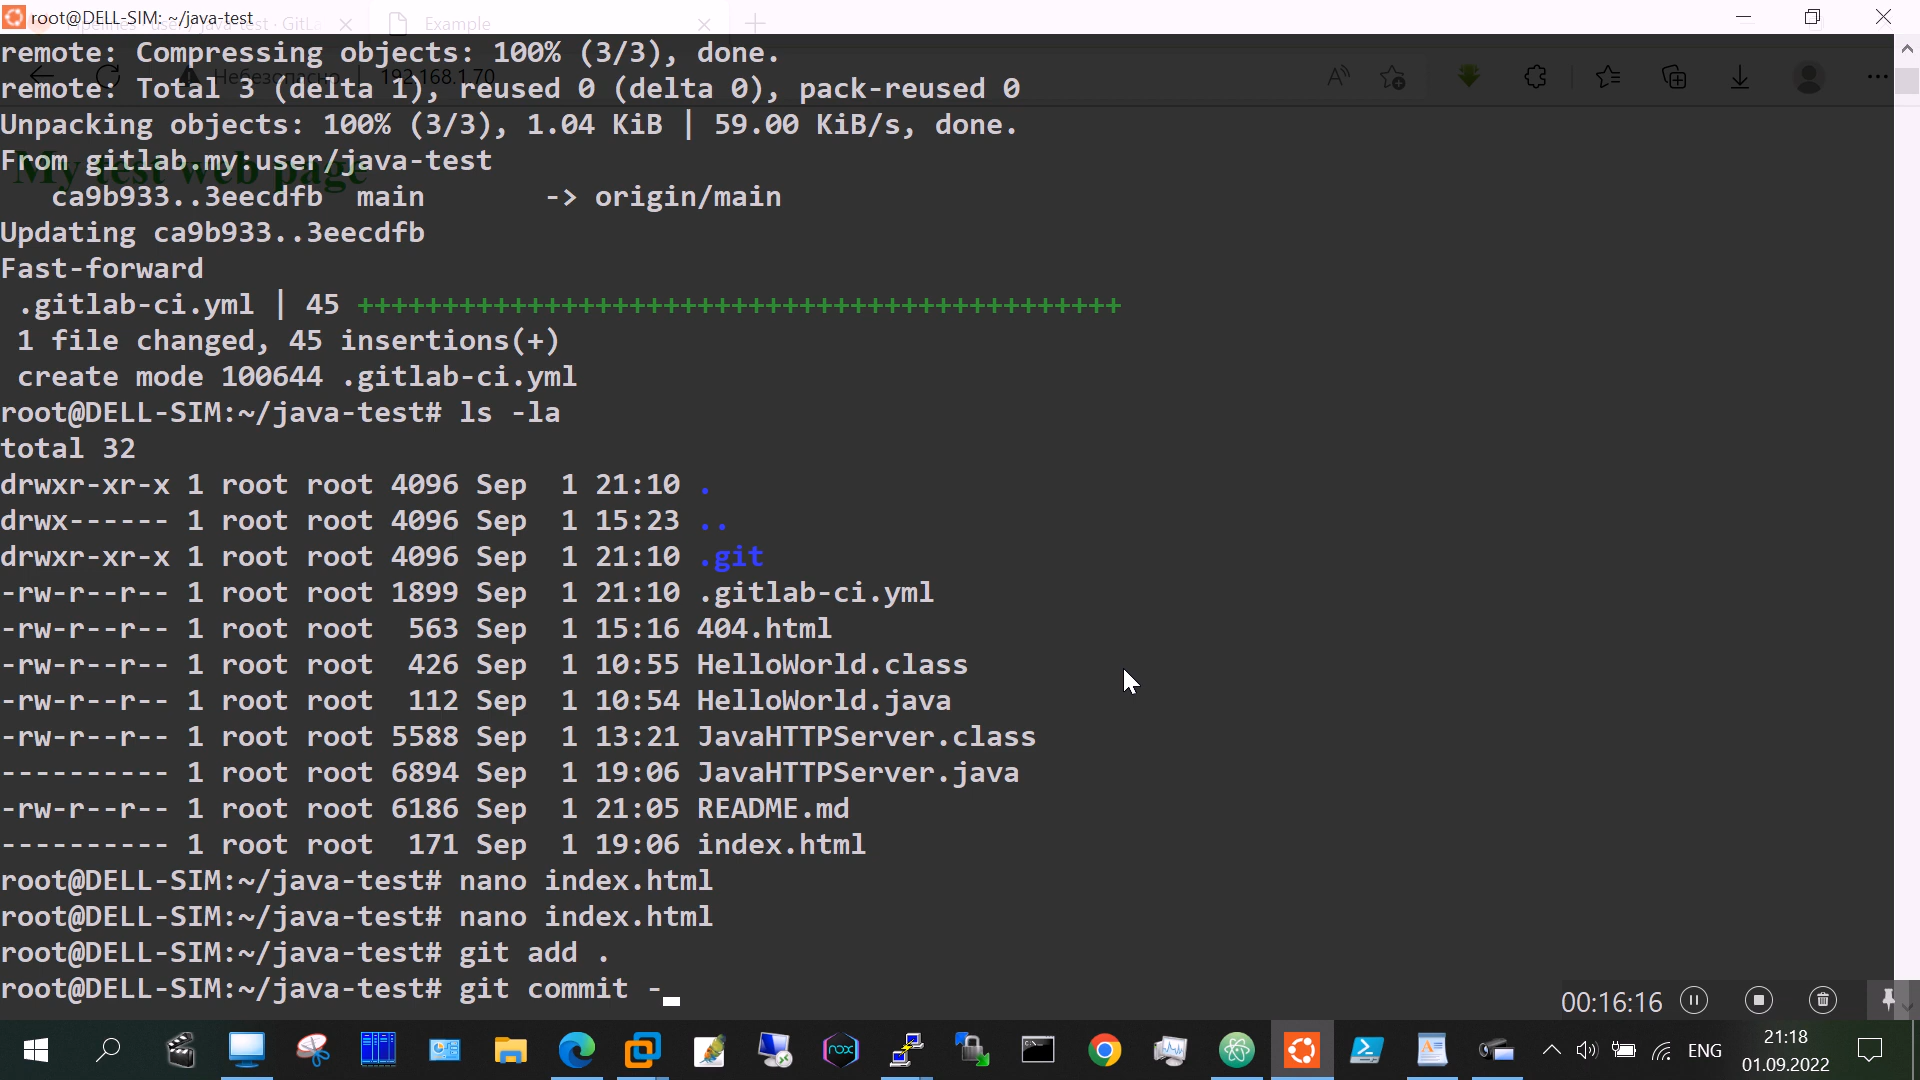 root@DELL-SIM: ~/java-test
Example
remote: Compressing objects: 100% (3/3), done.
Небезопасно 192.168.1.70
remote: Total 3 (delta 1), reused 0 (delta 0), pack-reused 0
Unpacking objects: 100% (3/3), 1.04 KiB | 59.00 KiB/s, done.
My test web page
From gitlab.my:user/java-test
ca9b933..3eecdfb  main       -> origin/main
Updating ca9b933..3eecdfb
Fast-forward
.gitlab-ci.yml | 45 +++++++++++++++++++++++++++++++++++++++++++++
1 file changed, 45 insertions(+)
create mode 100644 .gitlab-ci.yml
root@DELL-SIM:~/java-test# ls -la
total 32
drwxr-xr-x 1 root root 4096 Sep  1 21:10 .
drwx------ 1 root root 4096 Sep  1 15:23 ..
drwxr-xr-x 1 root root 4096 Sep  1 21:10 .git
-rw-r--r-- 1 root root 1899 Sep  1 21:10 .gitlab-ci.yml
-rw-r--r-- 1 root root  563 Sep  1 15:16 404.html
-rw-r--r-- 1 root root  426 Sep  1 10:55 HelloWorld.class
-rw-r--r-- 1 root root  112 Sep  1 10:54 HelloWorld.java
-rw-r--r-- 1 root root 5588 Sep  1 13:21 JavaHTTPServer.class
---------- 1 root root 6894 Sep  1 19:06 JavaHTTPServer.java
-rw-r--r-- 1 root root 6186 Sep  1 21:05 README.md
---------- 1 root root  171 Sep  1 19:06 index.html
root@DELL-SIM:~/java-test# nano index.html
root@DELL-SIM:~/java-test# nano index.html
root@DELL-SIM:~/java-test# git add .
root@DELL-SIM:~/java-test# git commit -
00:16:16
nox
ENG
21:18
01.09.2022